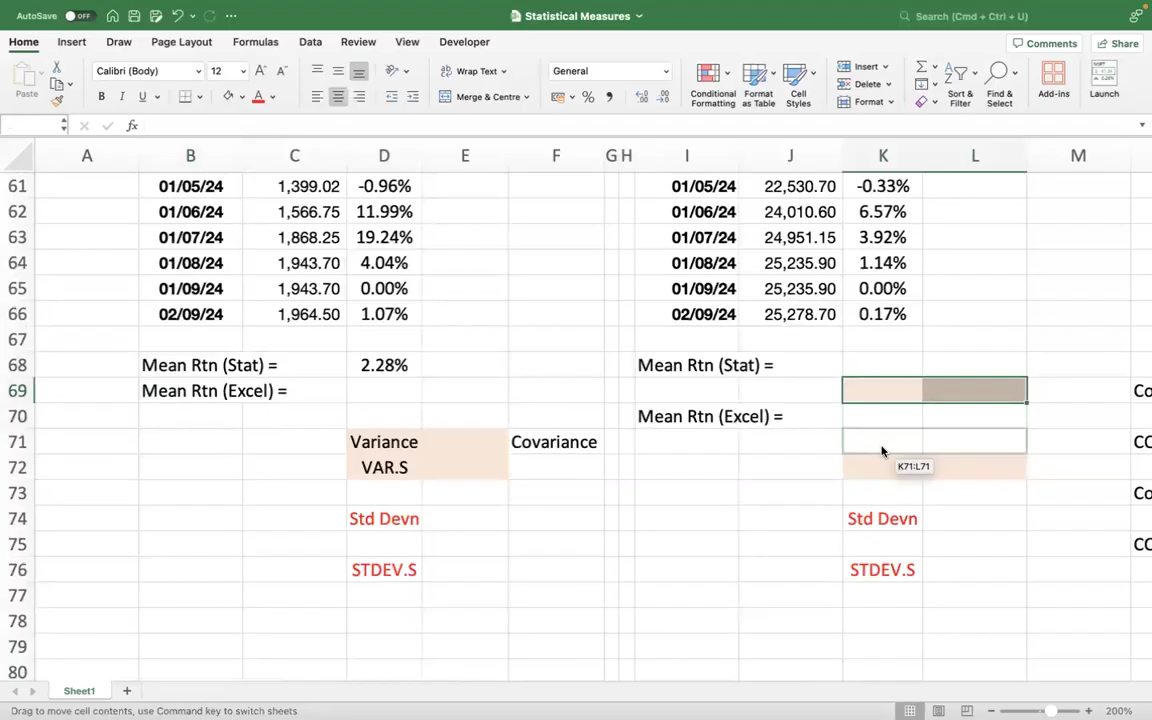 AutoSave OFF Statistical Measures Search (Cmd + Ctrl + U)
Home Insert Draw Page Layout Formulas Data Review View Developer Comments Share
Paste Calibri (Body) 12 A A Wrap Text General Conditional Formatting Format as Table Cell Styles Insert Delete Format Sort & Filter Find & Select Add-ins Launch
B I U A Merge & Centre % ,
fx
A B C D E F G H I J K L M
61 01/05/24 1,399.02 -0.96% 01/05/24 22,530.70 -0.33%
62 01/06/24 1,566.75 11.99% 01/06/24 24,010.60 6.57%
63 01/07/24 1,868.25 19.24% 01/07/24 24,951.15 3.92%
64 01/08/24 1,943.70 4.04% 01/08/24 25,235.90 1.14%
65 01/09/24 1,943.70 0.00% 01/09/24 25,235.90 0.00%
66 02/09/24 1,964.50 1.07% 02/09/24 25,278.70 0.17%
67
68 Mean Rtn (Stat) = 2.28% Mean Rtn (Stat) =
69 Mean Rtn (Excel) = Co
70 Mean Rtn (Excel) =
71 Variance Covariance CO
72 VAR.S K71:L71
73 Co
74 Std Devn Std Devn
75 CO
76 STDEV.S STDEV.S
77
78
79
80
Sheet1
Drag to move cell contents, use Command key to switch sheets 200%